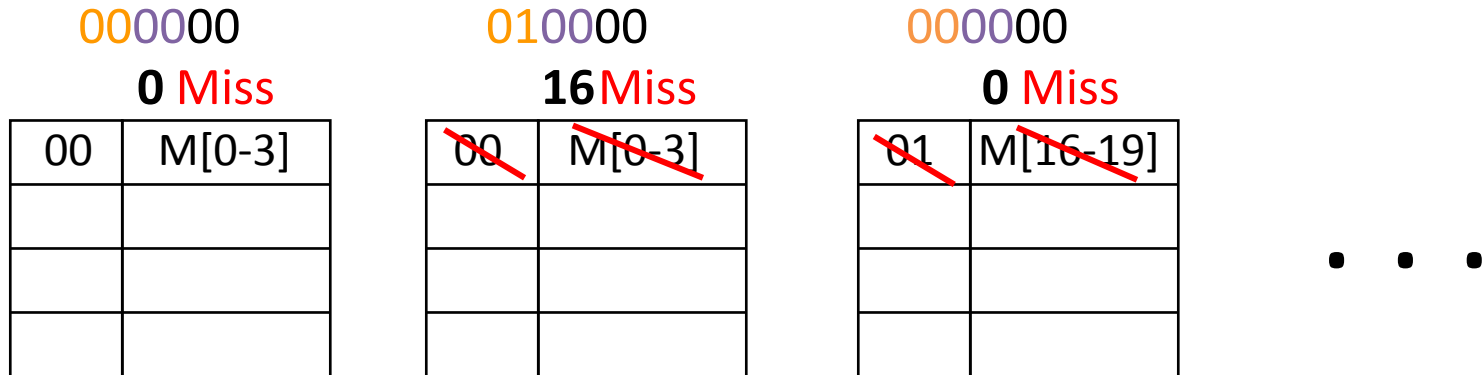 000000 010000 000000
0 Miss 16 Miss 0 Miss
00 M[0-3] 00 M[0-3] 01 M[16-19]
. . .